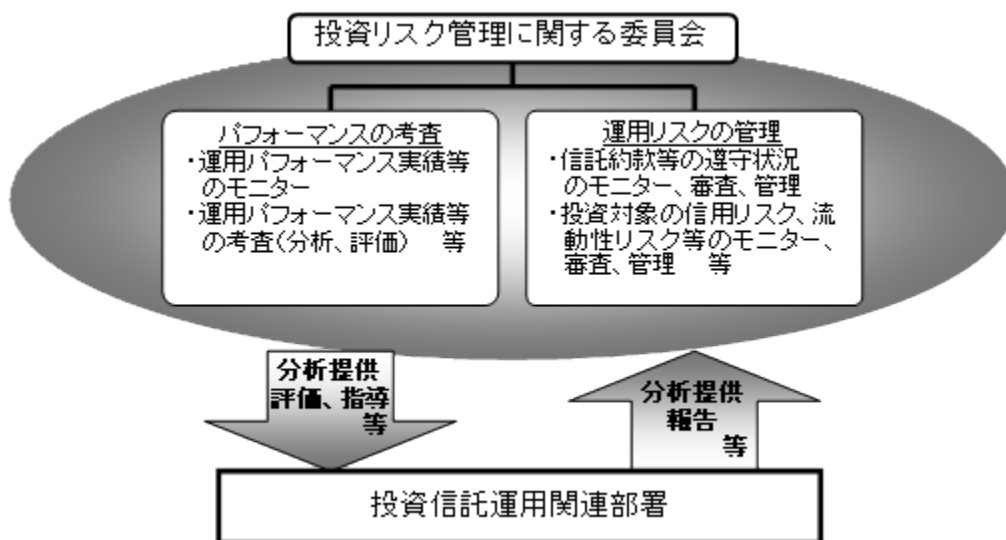 投資リスク管理に関する委員会
パフォーマンスの考査
・運用パフォーマンス実績等
のモニター
・運用パフォーマンス実績等
の考査(分析、評価) 等
運用リスクの管理
・信託約款等の遵守状況
のモニター、審査、管理
・投資対象の信用リスク、流
動性リスク等のモニター、
審査、管理 等
分析提供
評価、指導
等
分析提供
報告
等
投資信託運用関連部署